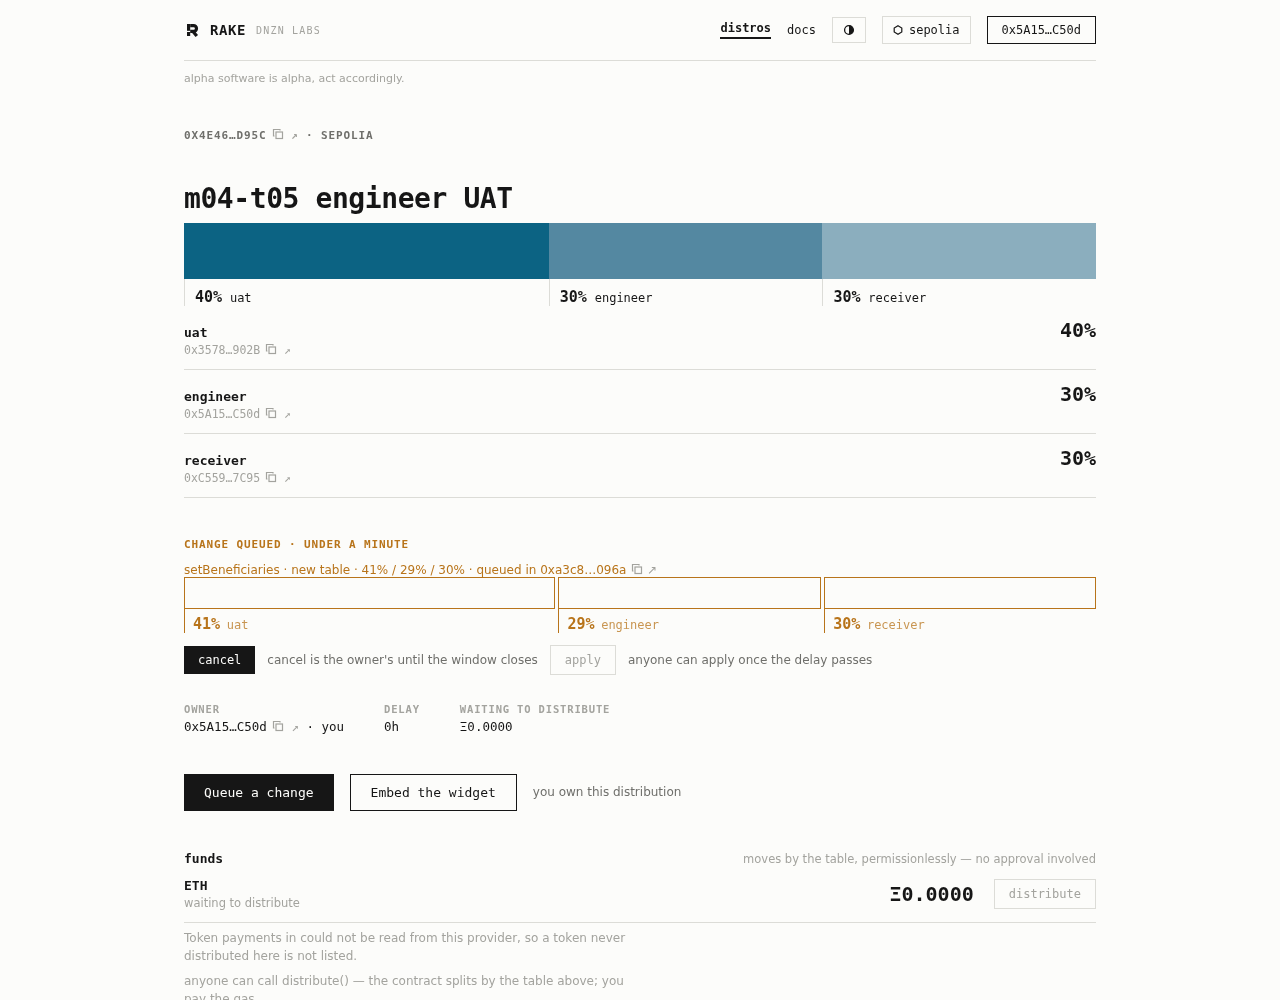 RAKE DNZN LABS distros docs sepolia 0x5A15…C50d
alpha software is alpha, act accordingly.
0X4E46…D95C ↗ · SEPOLIA
m04-t05 engineer UAT
40% uat 30% engineer 30% receiver
uat 40%
0x3578…902B ↗
engineer 30%
0x5A15…C50d ↗
receiver 30%
0xC559…7C95 ↗
CHANGE QUEUED · UNDER A MINUTE
setBeneficiaries · new table · 41% / 29% / 30% · queued in 0xa3c8…096a ↗
41% uat 29% engineer 30% receiver
cancel cancel is the owner's until the window closes apply anyone can apply once the delay passes
OWNER DELAY WAITING TO DISTRIBUTE
0x5A15…C50d ↗ · you 0h Ξ0.0000
Queue a change Embed the widget you own this distribution
funds moves by the table, permissionlessly — no approval involved
ETH Ξ0.0000 distribute
waiting to distribute
Token payments in could not be read from this provider, so a token never
distributed here is not listed.
anyone can call distribute() — the contract splits by the table above; you
pay the gas.